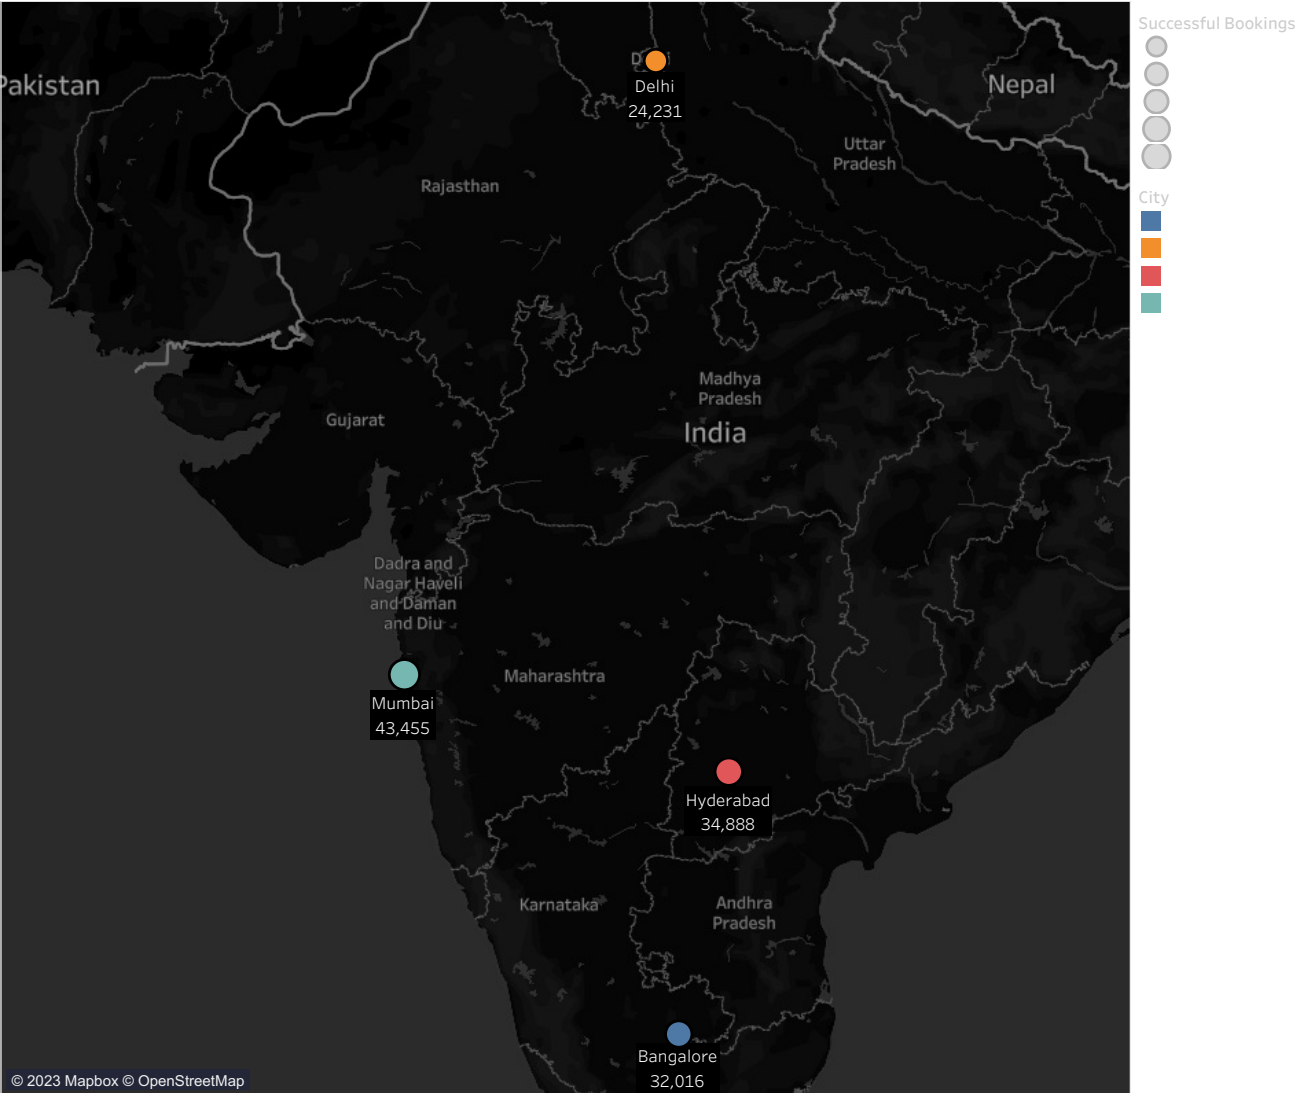 Successful Bookings
City
Pakistan
Nepal
Delhi
24,231
Uttar
Pradesh
Rajasthan
Madhya
Pradesh
India
Gujarat
Dadra and
Nagar Haveli
and Daman
and Diu
Maharashtra
Mumbai
43,455
Hyderabad
34,888
Karnataka
Andhra
Pradesh
Bangalore
32,016
© 2023 Mapbox © OpenStreetMap